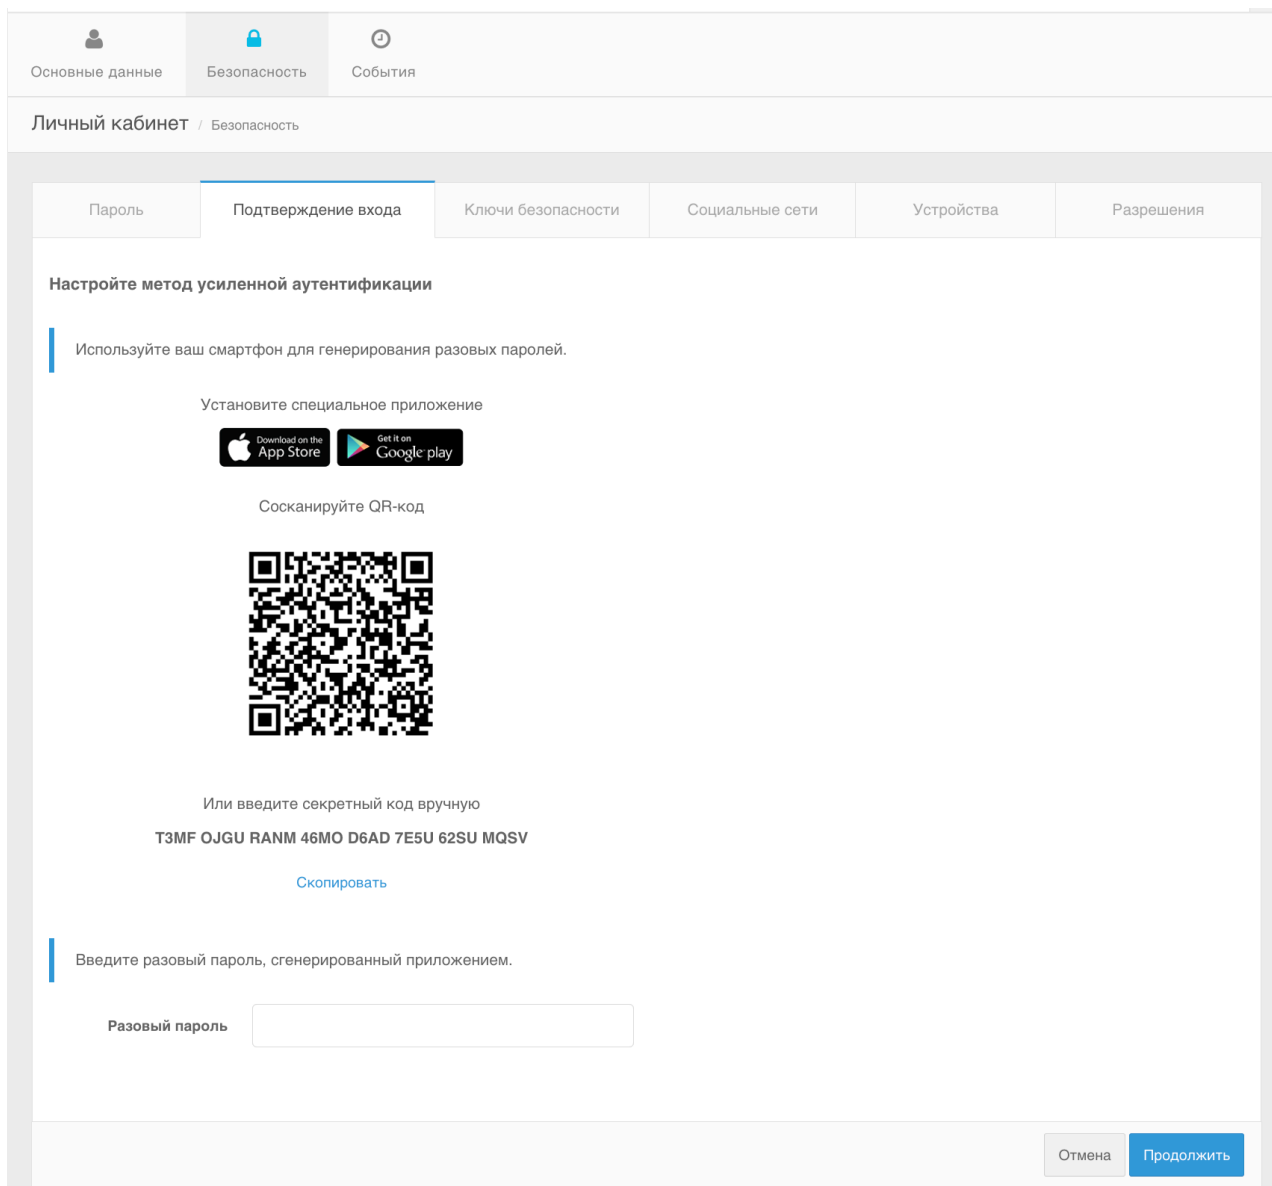 Основные данные
Безопасность
События
Личный кабинет / Безопасность
Пароль
Подтверждение входа
Ключи безопасности
Социальные сети
Устройства
Разрешения
Настройте метод усиленной аутентификации
Используйте ваш смартфон для генерирования разовых паролей.
Установите специальное приложение
Download on the
App Store
Get it on
Google play
Сосканируйте QR-код
Или введите секретный код вручную
T3MF OJGU RANM 46MO D6AD 7E5U 62SU MQSV
Скопировать
Введите разовый пароль, сгенерированный приложением.
Разовый пароль
Отмена
Продолжить